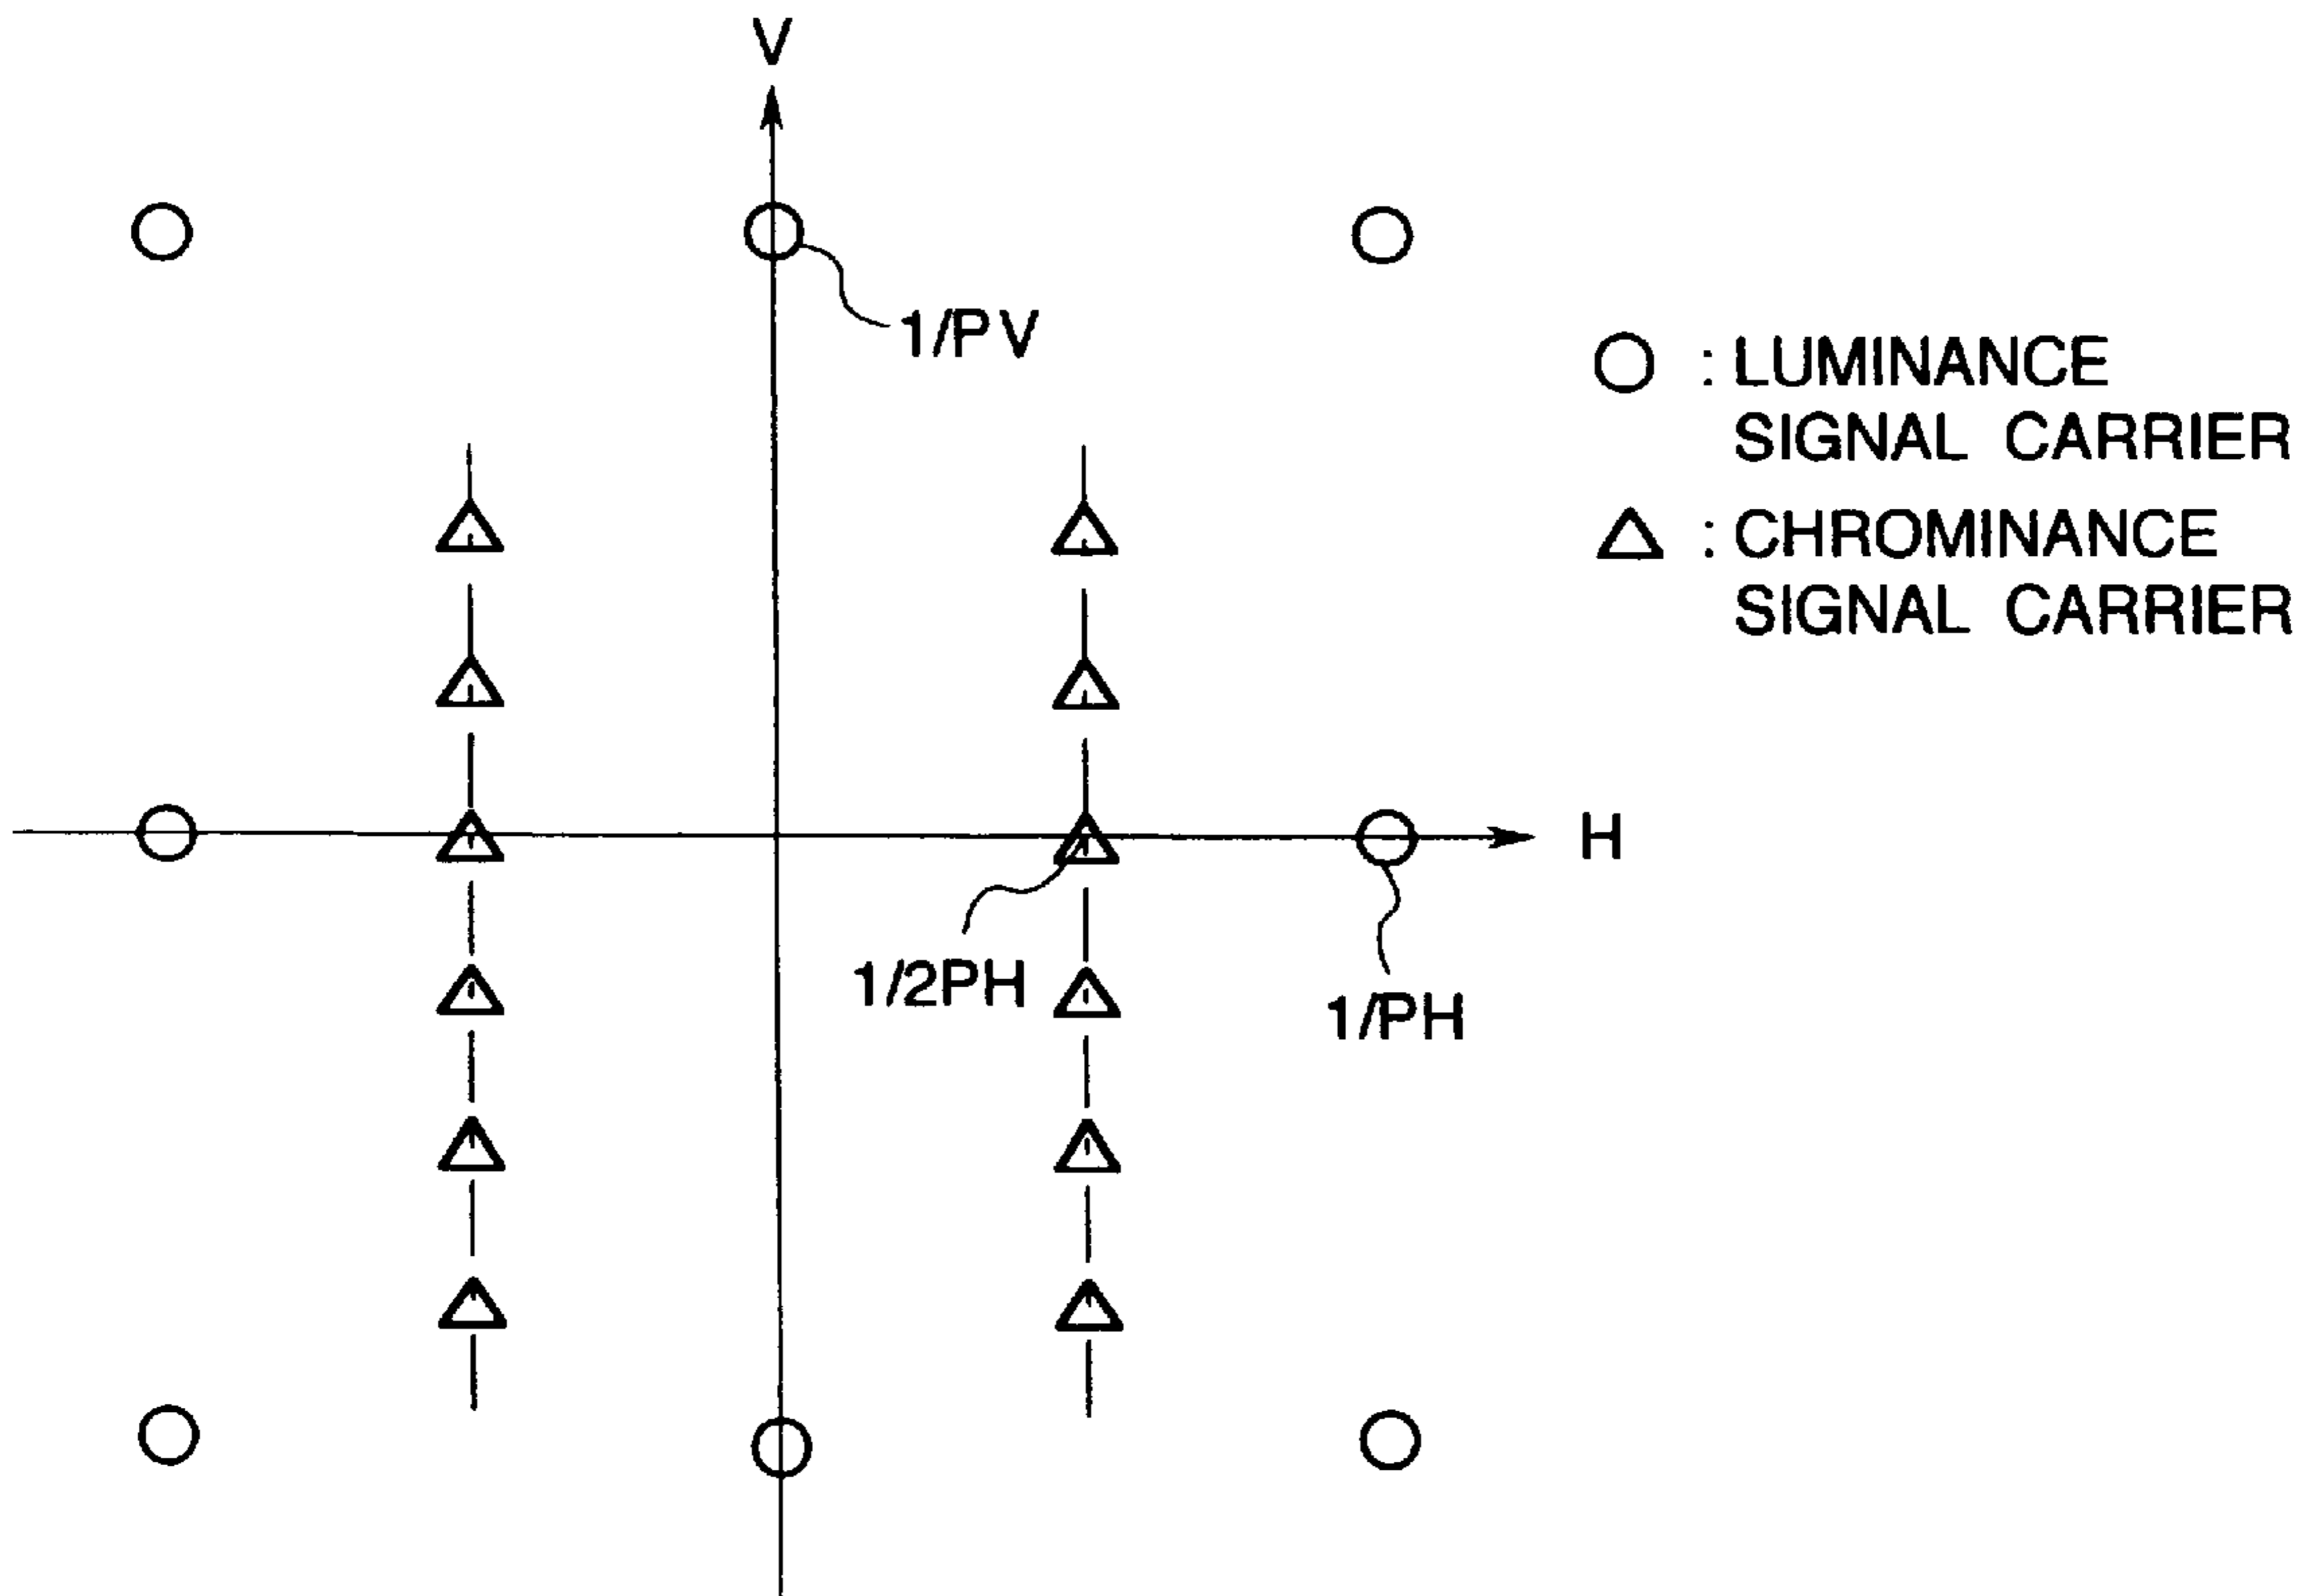 V
1/PV
: LUMINANCE
SIGNAL CARRIER
: CHROMINANCE
SIGNAL CARRIER
H
1/2PH
1/PH